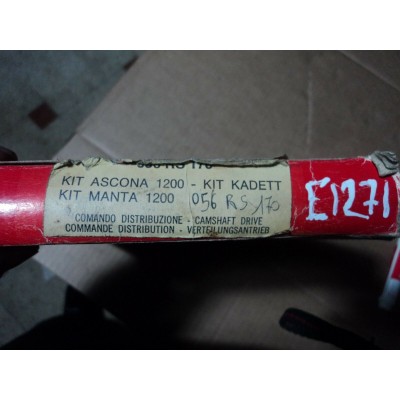 KIT ASCONA 1200 - KIT KADETT
KIT MANTA 1200 056 RS 170
COMANDO DISTRIBUZIONE - CAMSHAFT DRIVE
COMMANDE DISTRIBUTION - VERTEILUNGSANTRIEB
E1271